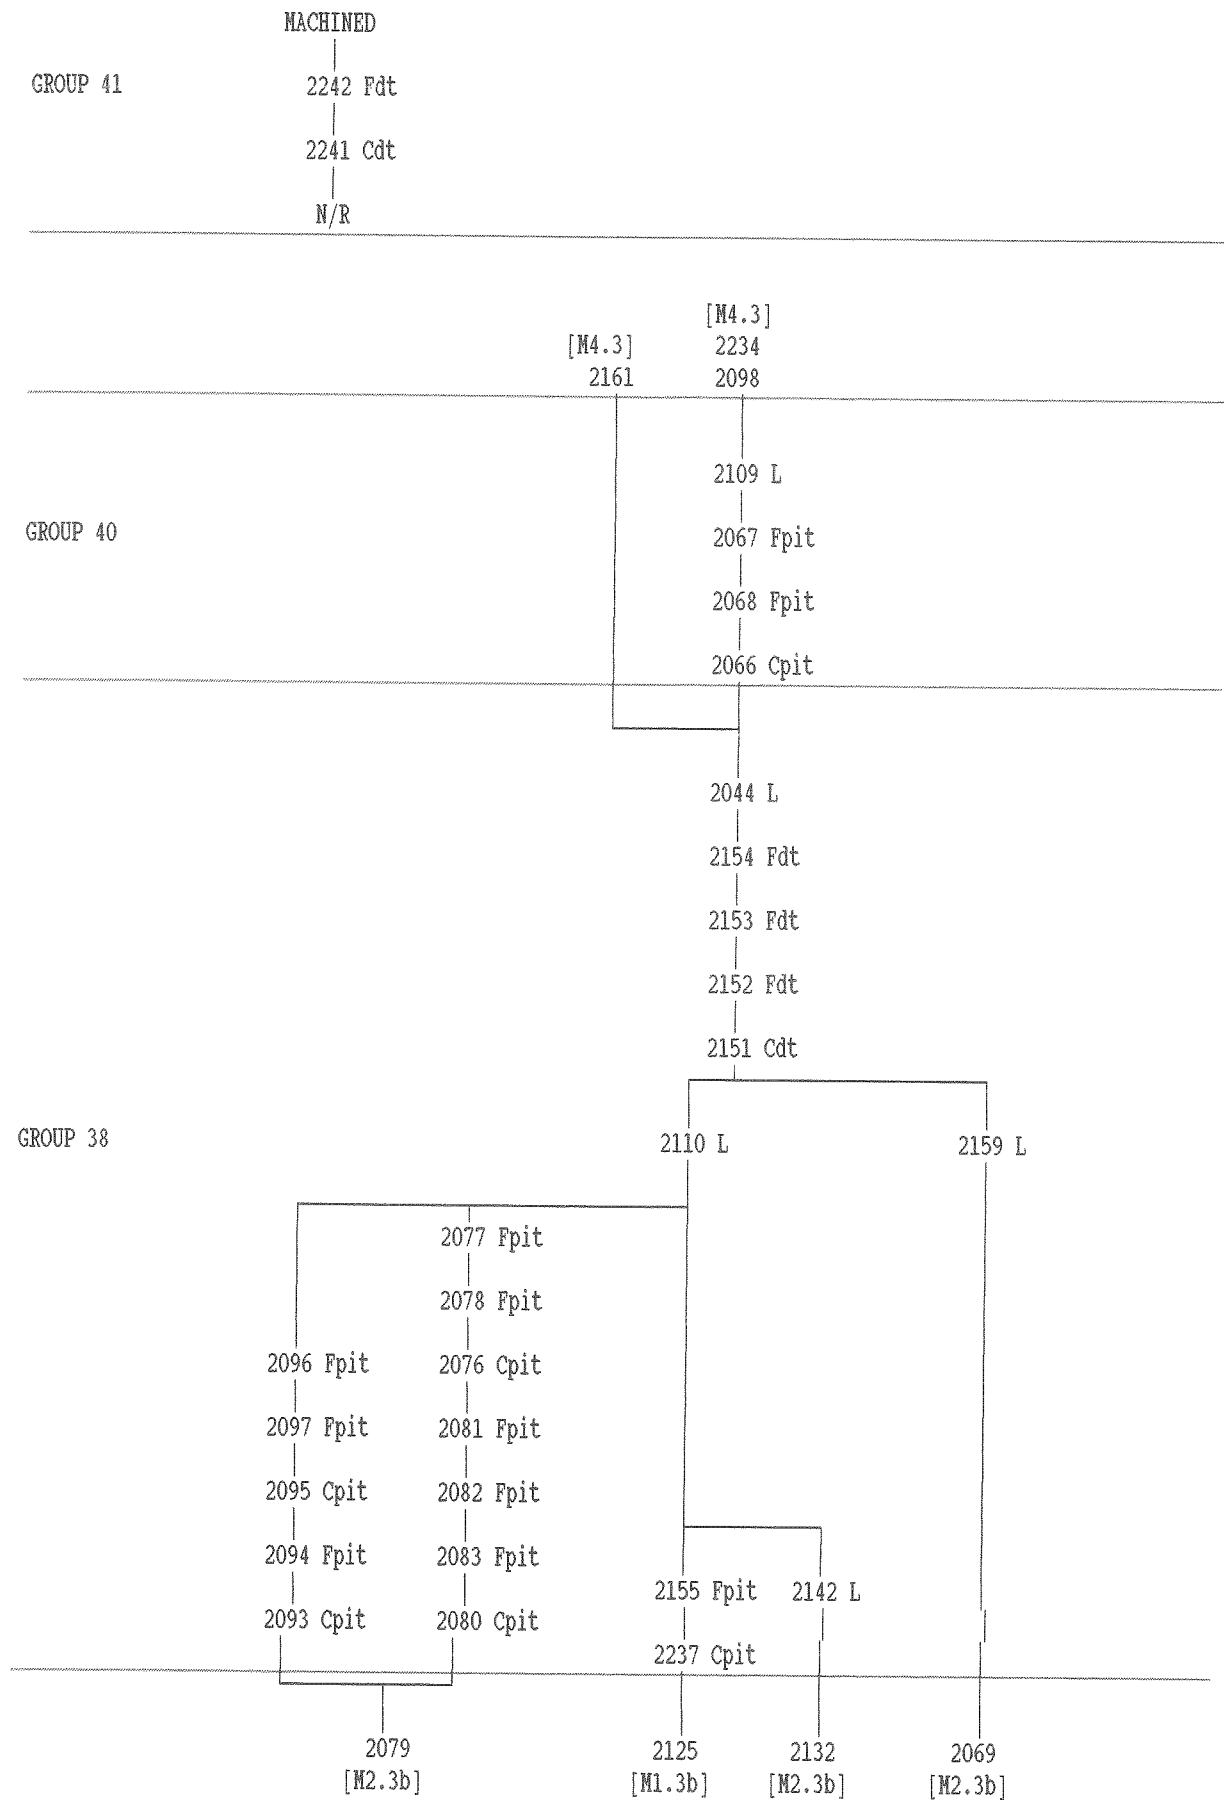 MACHINED
GROUP 41
2242 Fdt
2241 Cdt
N/R
[M4.3]
[M4.3] 2234
2161 2098
2109 L
GROUP 40
2067 Fpit
2068 Fpit
2066 Cpit
2044 L
2154 Fdt
2153 Fdt
2152 Fdt
2151 Cdt
GROUP 38 2110 L 2159 L
2077 Fpit
2078 Fpit
2096 Fpit 2076 Cpit
2097 Fpit 2081 Fpit
2095 Cpit 2082 Fpit
2094 Fpit 2083 Fpit
2155 Fpit 2142 L
2093 Cpit 2080 Cpit
2237 Cpit
2079 2125 2132 2069
[M2.3b] [M1.3b] [M2.3b] [M2.3b]